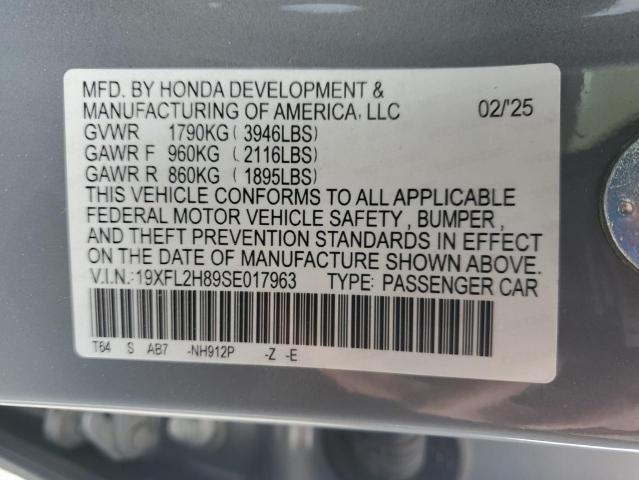 MFD. BY HONDA DEVELOPMENT &
MANUFACTURING OF AMERICA, LLC 02/'25
GVWR 1790KG (3946LBS)
GAWR F 960KG (2116LBS)
GAWR R 860KG (1895LBS)
THIS VEHICLE CONFORMS TO ALL APPLICABLE
FEDERAL MOTOR VEHICLE SAFETY, BUMPER,
AND THEFT PREVENTION STANDARDS IN EFFECT
ON THE DATE OF MANUFACTURE SHOWN ABOVE.
V.I.N.:19XFL2H89SE017963 TYPE: PASSENGER CAR
T64 S AB7 -NH912P -Z -E